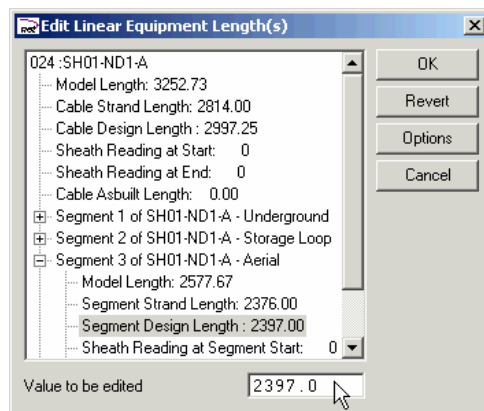 Edit Linear Equipment Length(s)
024 :SH01-ND1-A
Model Length: 3252.73
Cable Strand Length: 2814.00
Cable Design Length : 2997.25
Sheath Reading at Start: 0
Sheath Reading at End: 0
Cable Asbuilt Length: 0.00
Segment 1 of SH01-ND1-A - Underground
Segment 2 of SH01-ND1-A - Storage Loop
Segment 3 of SH01-ND1-A - Aerial
Model Length: 2577.67
Segment Strand Length: 2376.00
Segment Design Length : 2397.00
Sheath Reading at Segment Start: 0
OK
Revert
Options
Cancel
Value to be edited 2397.0